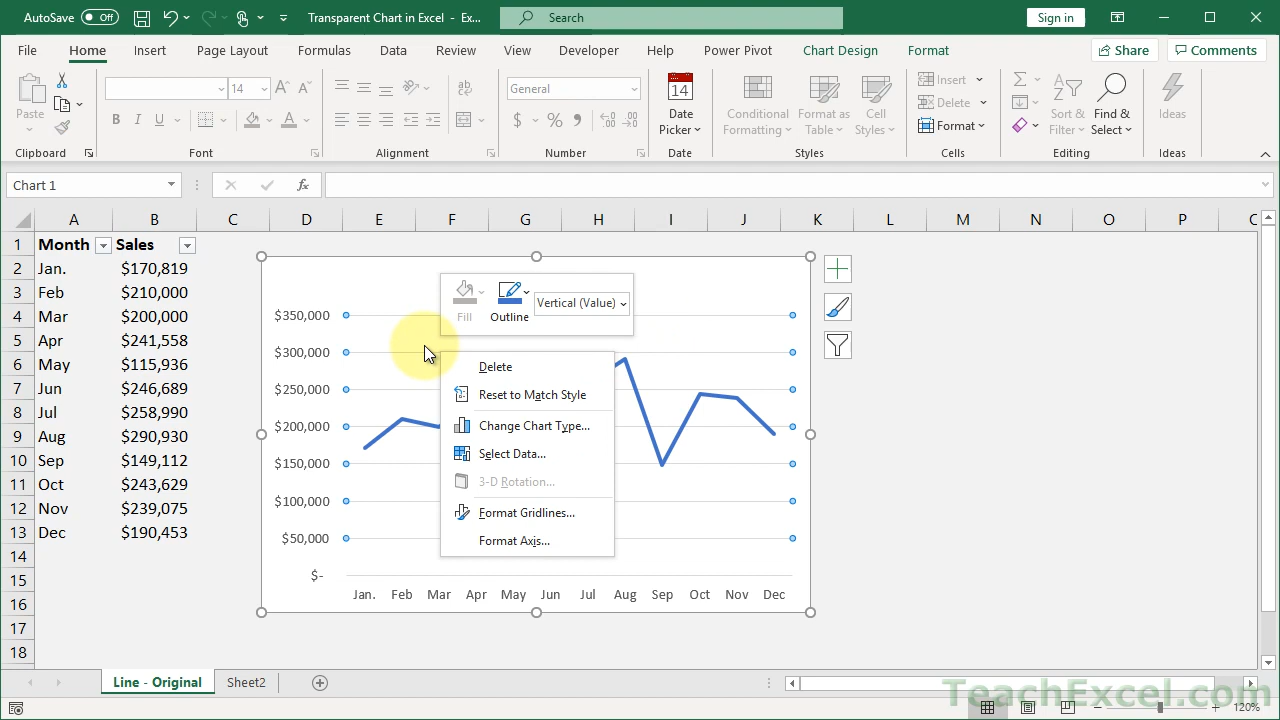 AutoSave Off Transparent Chart in Excel - Ex... Search Sign in
File Home Insert Page Layout Formulas Data Review View Developer Help Power Pivot Chart Design Format Share Comments
14 General Insert
Paste Conditional Formatting Format as Table Cell Styles Delete Sort & Filter Find & Select Ideas
B I U $ % 9 Date Picker Format
Clipboard Font Alignment Number Date Styles Cells Editing Ideas
Chart 1 fx
A B C D E F G H I J K L M N O P
1 Month Sales
2 Jan. $170,819
3 Feb $210,000
4 Mar $200,000
5 Apr $241,558
6 May $115,936
7 Jun $246,689
8 Jul $258,990
9 Aug $290,930
10 Sep $149,112
11 Oct $243,629
12 Nov $239,075
13 Dec $190,453
14
15
16
17
18
$350,000
$300,000
$250,000
$200,000
$150,000
$100,000
$50,000
$-
Jan. Feb Mar Apr May Jun Jul Aug Sep Oct Nov Dec
Fill Outline Vertical (Value)
Delete
Reset to Match Style
Change Chart Type...
Select Data...
3-D Rotation...
Format Gridlines...
Format Axis...
Line - Original Sheet2
TeachExcel.com
120%